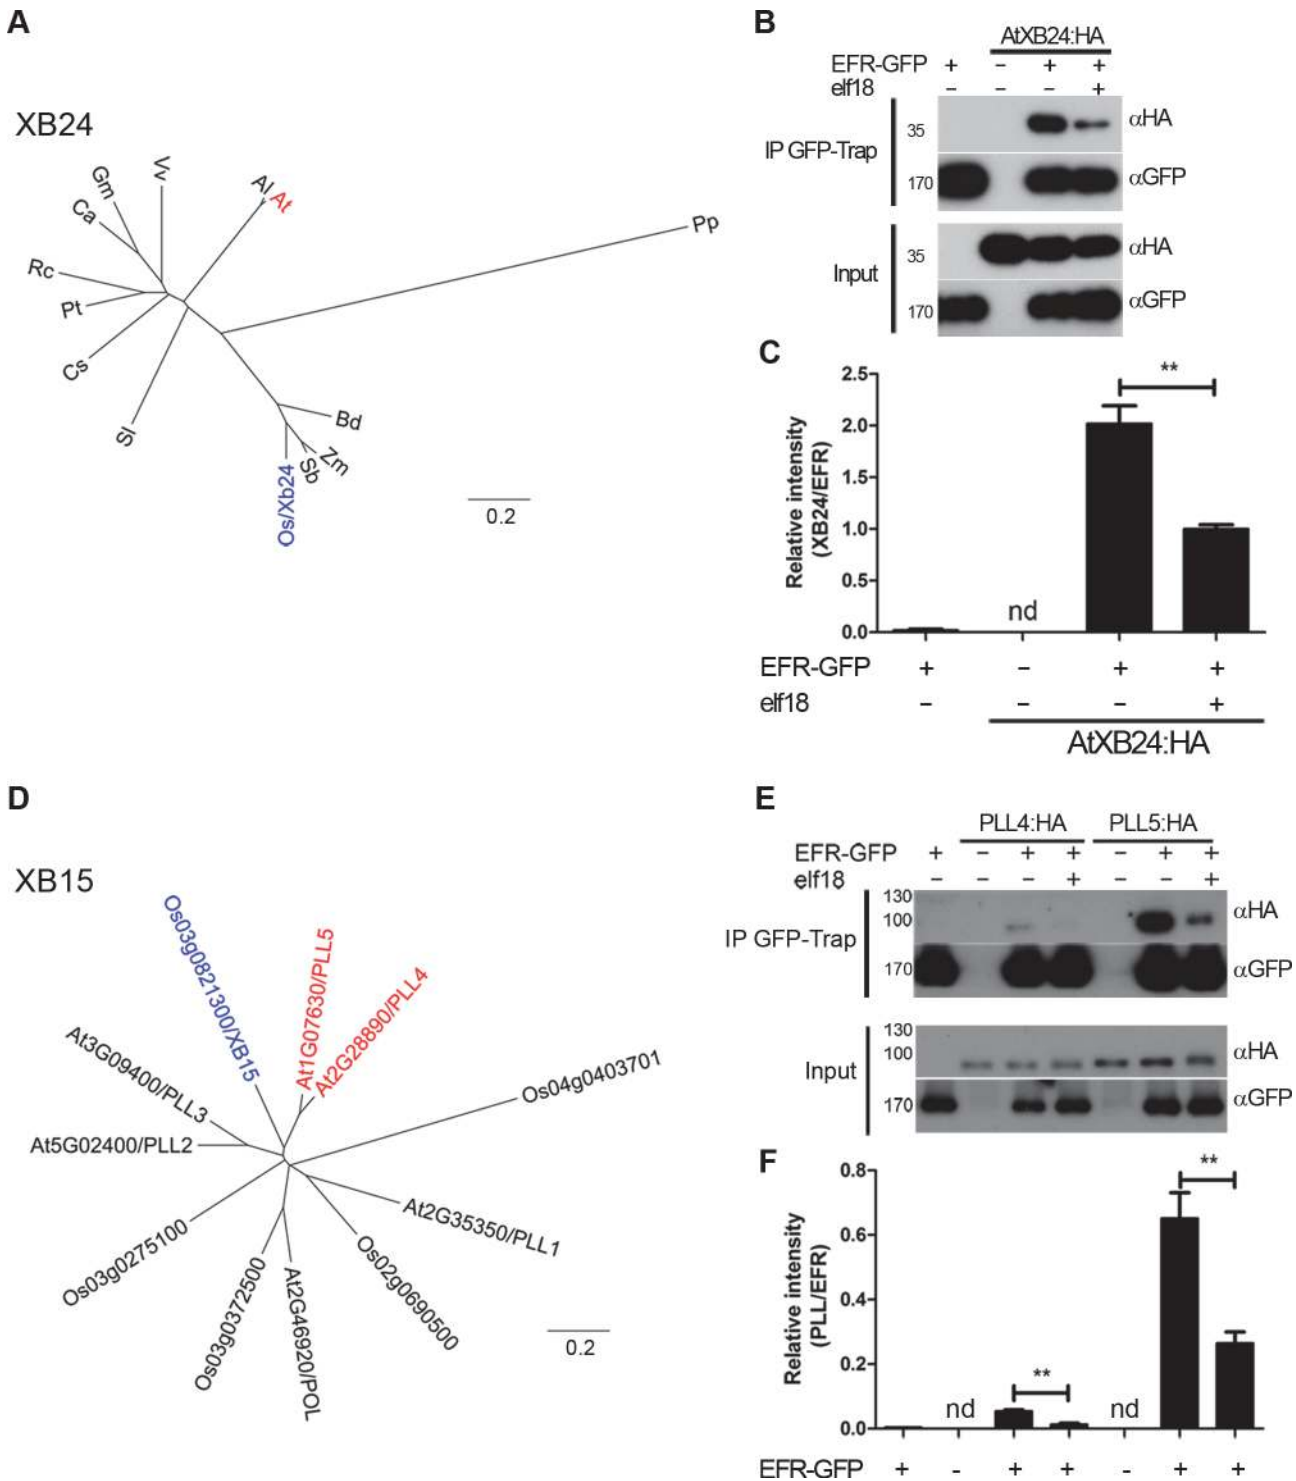 A
XB24
Gm
Vv
Al At
Ca
Pp
Rc
Pt
Cs
Sl
Bd
Zm
Sb
Os/Xb24
0.2
B
AtXB24:HA
EFR-GFP + - + +
elf18 - - - +
IP GFP-Trap
35 αHA
170 αGFP
Input
35 αHA
170 αGFP
C
**
2.5
2.0
1.5
1.0
0.5
0.0
Relative intensity
(XB24/EFR)
nd
EFR-GFP + - + +
elf18 - - - +
AtXB24:HA
D
XB15
Os03g0821300/XB15
At1G07630/PLL5
At2G28890/PLL4
At3G09400/PLL3
Os04g0403701
At5G02400/PLL2
At2G35350/PLL1
Os03g0275100
Os02g0690500
Os03g0372500
At2G46920/POL
0.2
E
PLL4:HA PLL5:HA
EFR-GFP + - + + - + +
elf18 - - - + - - +
IP GFP-Trap
130
100 αHA
170 αGFP
Input
130
100 αHA
170 αGFP
F
0.8
0.6
0.4
0.2
0.0
Relative intensity
(PLL/EFR)
**
**
nd
nd
EFR-GFP + - + + - + +